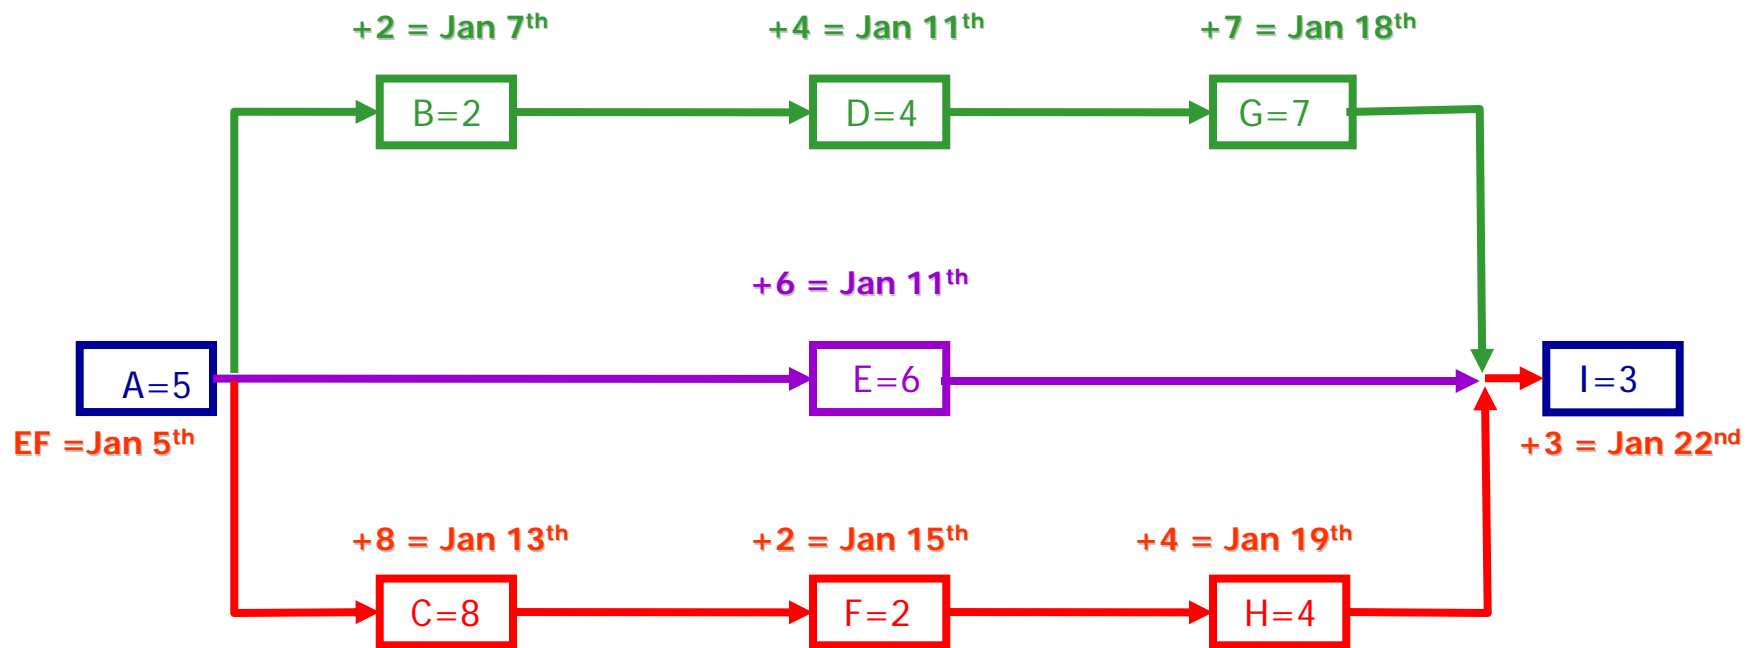 +2 = Jan 7th
+4 = Jan 11th
+7 = Jan 18th
B=2
D=4
G=7
+6 = Jan 11th
A=5
E=6
I=3
EF =Jan 5th
+3 = Jan 22nd
+8 = Jan 13th
+2 = Jan 15th
+4 = Jan 19th
C=8
F=2
H=4